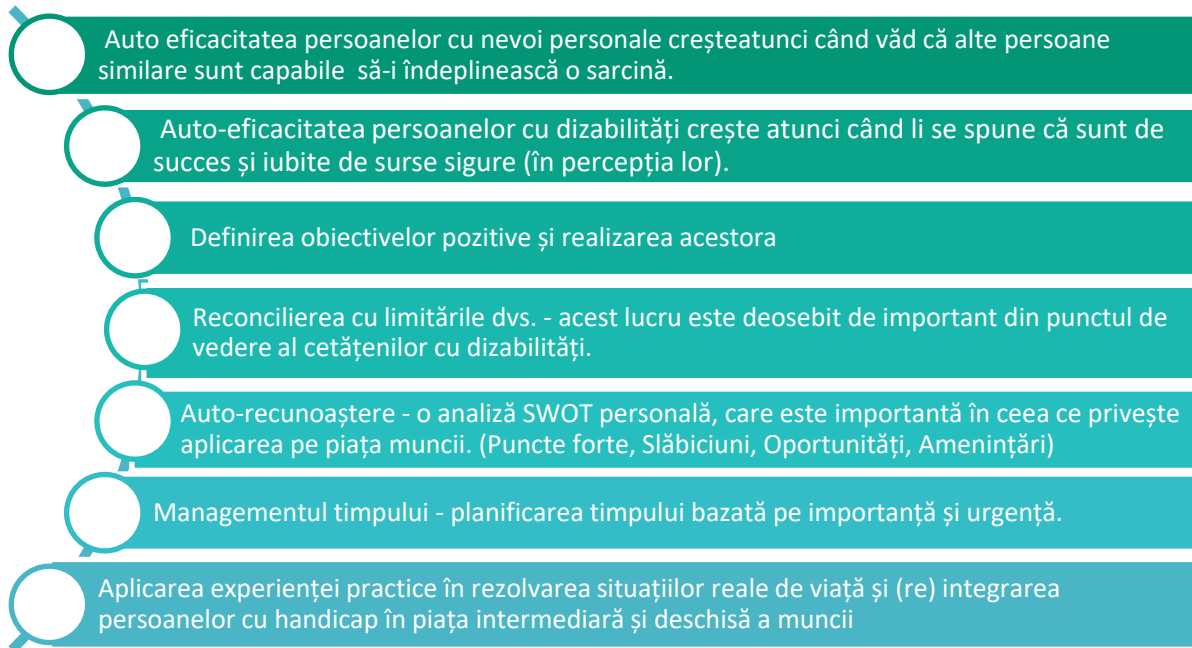 Auto eficacitatea persoanelor cu nevoi personale creșteatunci când văd că alte persoane
similare sunt capabile să-i îndeplinească o sarcină.
Auto-eficacitatea persoanelor cu dizabilități crește atunci când li se spune că sunt de
succes și iubite de surse sigure (în percepția lor).
Definirea obiectivelor pozitive și realizarea acestora
Reconcilierea cu limitările dvs. - acest lucru este deosebit de important din punctul de
vedere al cetățenilor cu dizabilități.
Auto-recunoaștere - o analiză SWOT personală, care este importantă în ceea ce privește
aplicarea pe piața muncii. (Puncte forte, Slăbiciuni, Oportunități, Amenințări)
Managementul timpului - planificarea timpului bazată pe importanță și urgență.
Aplicarea experienței practice în rezolvarea situațiilor reale de viață și (re) integrarea
persoanelor cu handicap în piața intermediară și deschisă a muncii